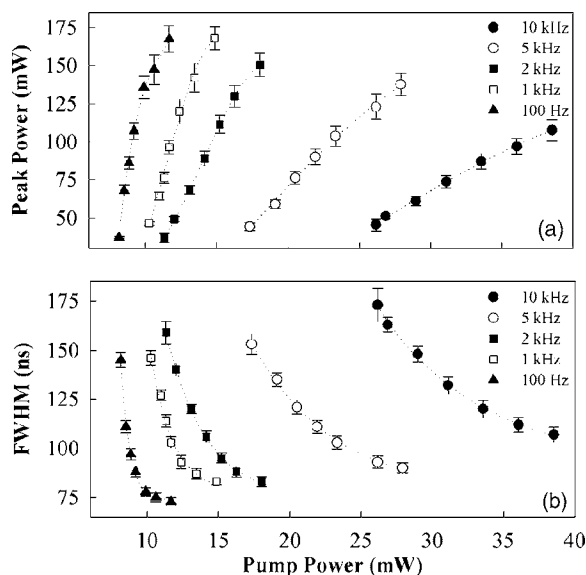 175
150
125
100
75
50
Peak Power (mW)
10 kHz
5 kHz
2 kHz
1 kHz
100 Hz
(a)
175
150
125
100
75
FWHM (ns)
10 kHz
5 kHz
2 kHz
1 kHz
100 Hz
(b)
10 15 20 25 30 35 40
Pump Power (mW)